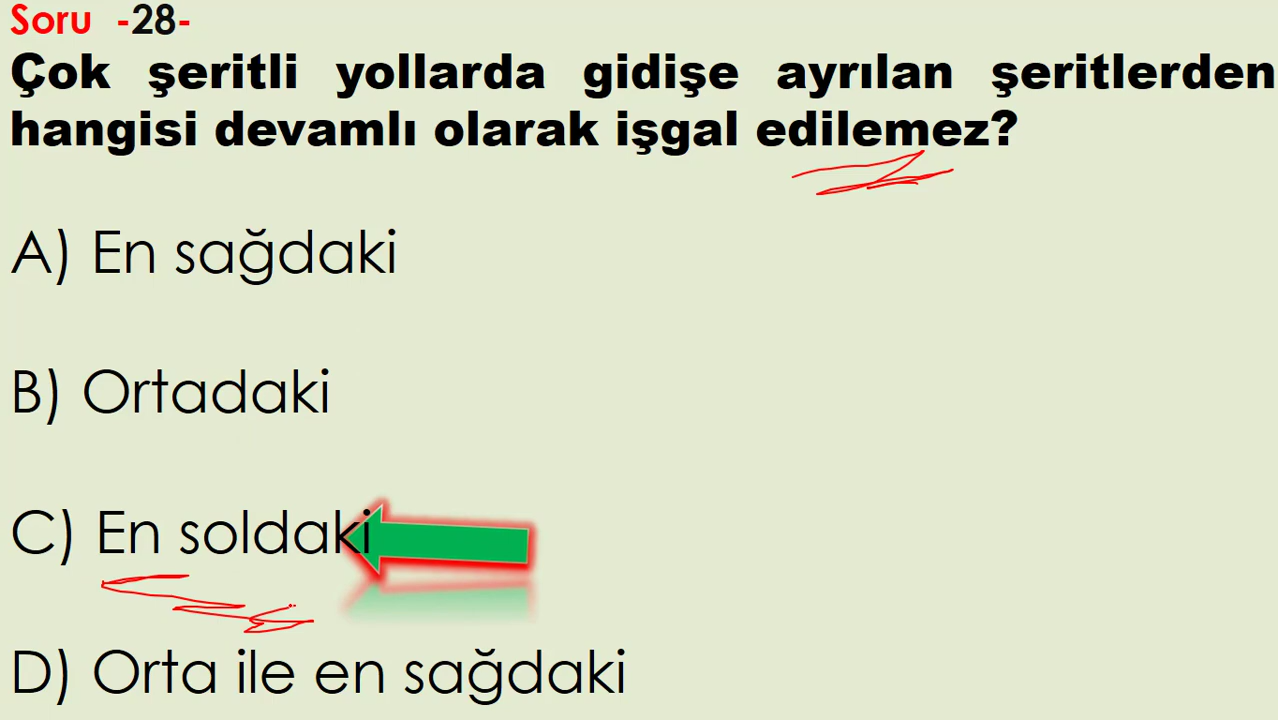 Soru -28-
Çok şeritli yollarda gidişe ayrılan şeritlerden
hangisi devamlı olarak işgal edilemez?
A) En sağdaki
B) Ortadaki
C) En soldaki
D) Orta ile en sağdaki